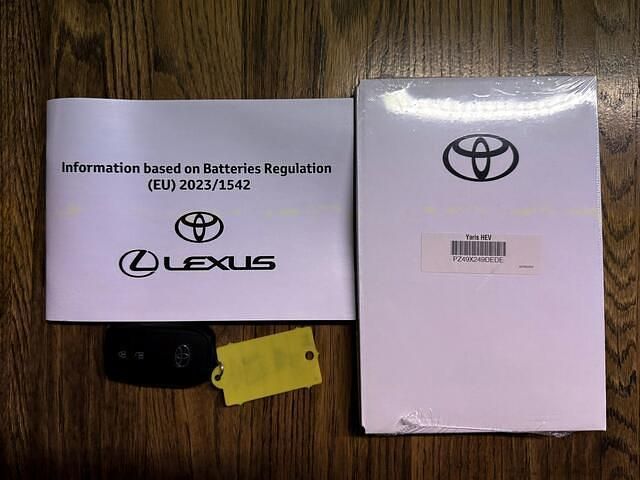 Information based on Batteries Regulation
(EU) 2023/1542
LEXUS
Yaris HEV
PZ49X249DEDE